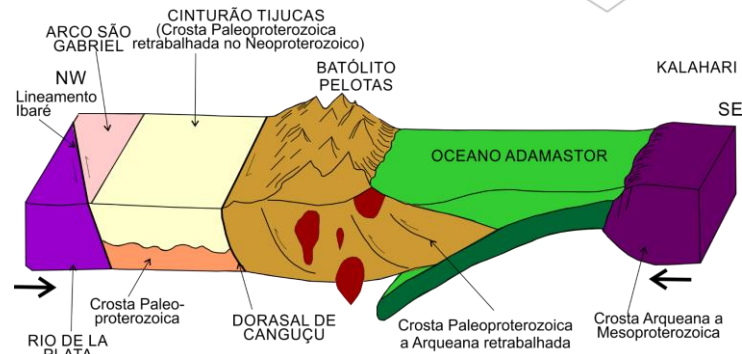 CINTURÃO TIJUCAS
(Crosta Paleoproterozoica
retrabalhada no Neoproterozoico)
ARCO SÃO
GABRIEL
NW
Lineamento
Ibaré
BATÓLITO
PELOTAS
KALAHARI
SE
OCEANO ADAMASTOR
Crosta Paleo-
proterozoica
RIO DE LA
PLATA
DORASAL DE
CANGUÇU
Crosta Paleoproterozoica
a Arqueana retrabalhada
Crosta Arqueana a
Mesoproterozoica